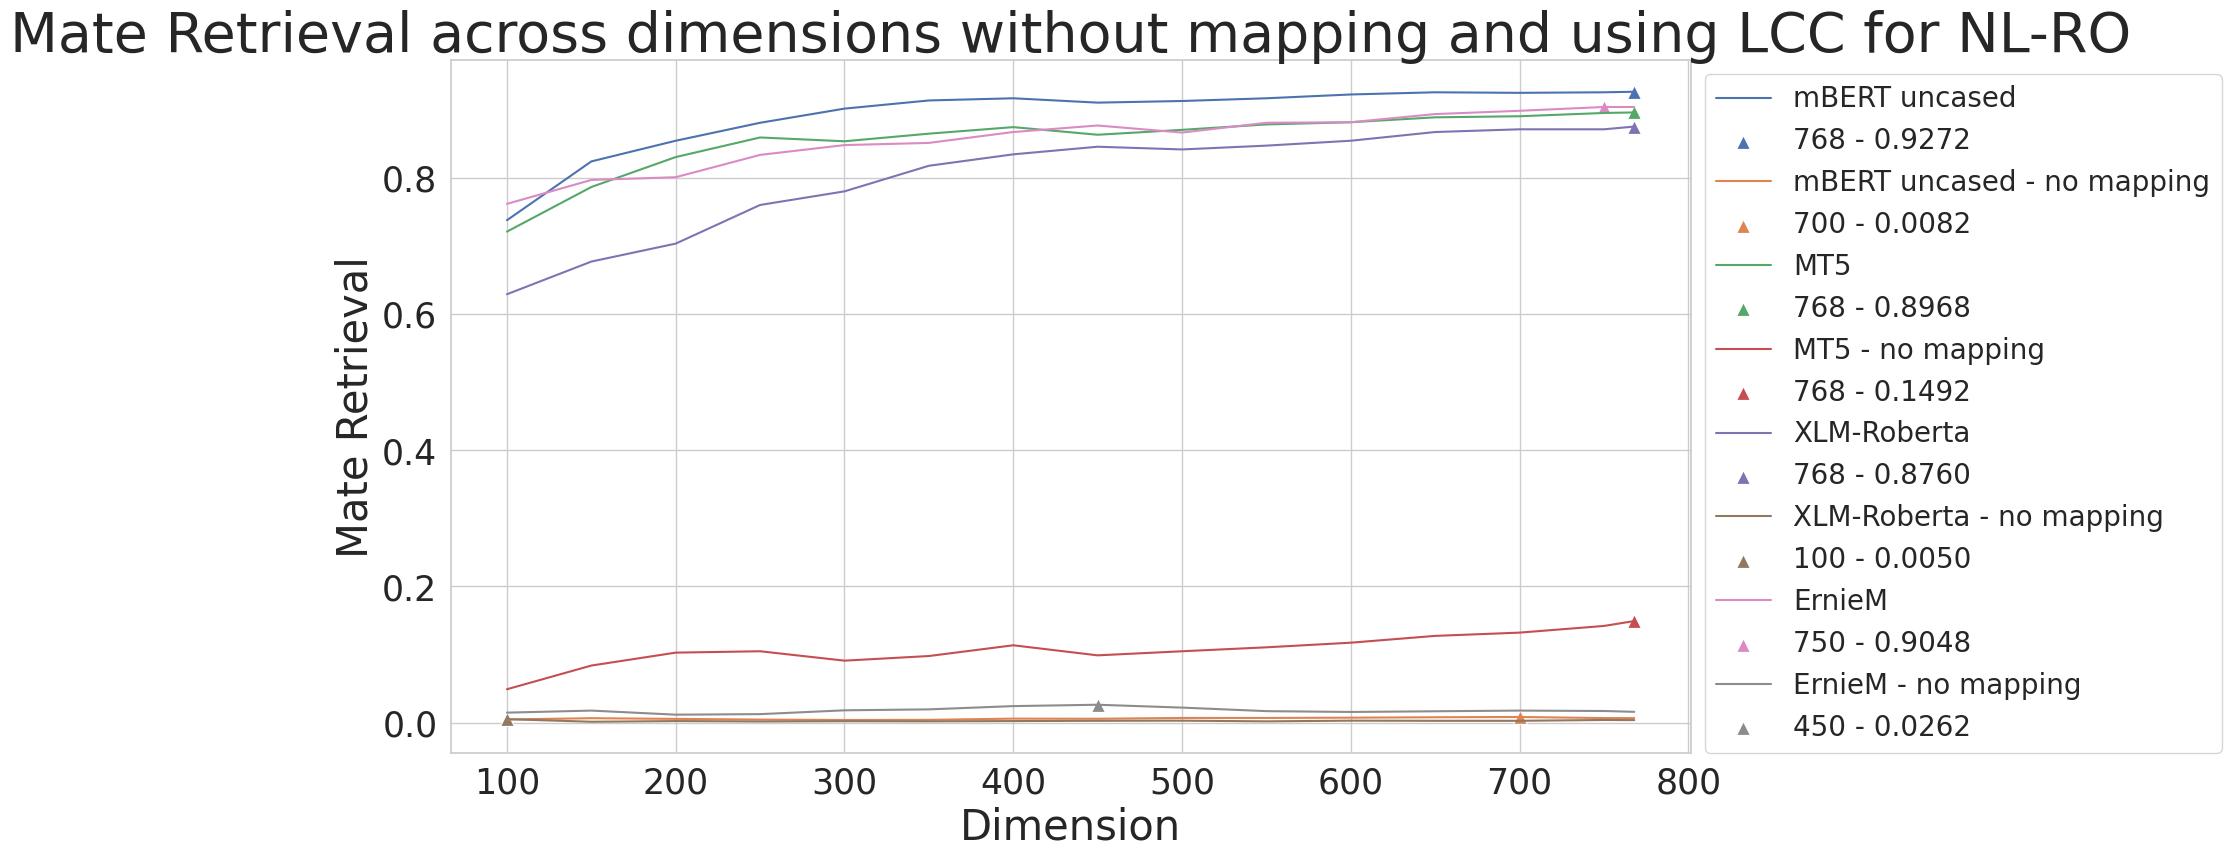 Mate Retrieval across dimensions without mapping and using LCC for NL-RO
Mate Retrieval
0.8
0.6
0.4
0.2
0.0
100 200 300 400 500 600 700 800
Dimension
mBERT uncased
768 - 0.9272
mBERT uncased - no mapping
700 - 0.0082
MT5
768 - 0.8968
MT5 - no mapping
768 - 0.1492
XLM-Roberta
768 - 0.8760
XLM-Roberta - no mapping
100 - 0.0050
ErnieM
750 - 0.9048
ErnieM - no mapping
450 - 0.0262